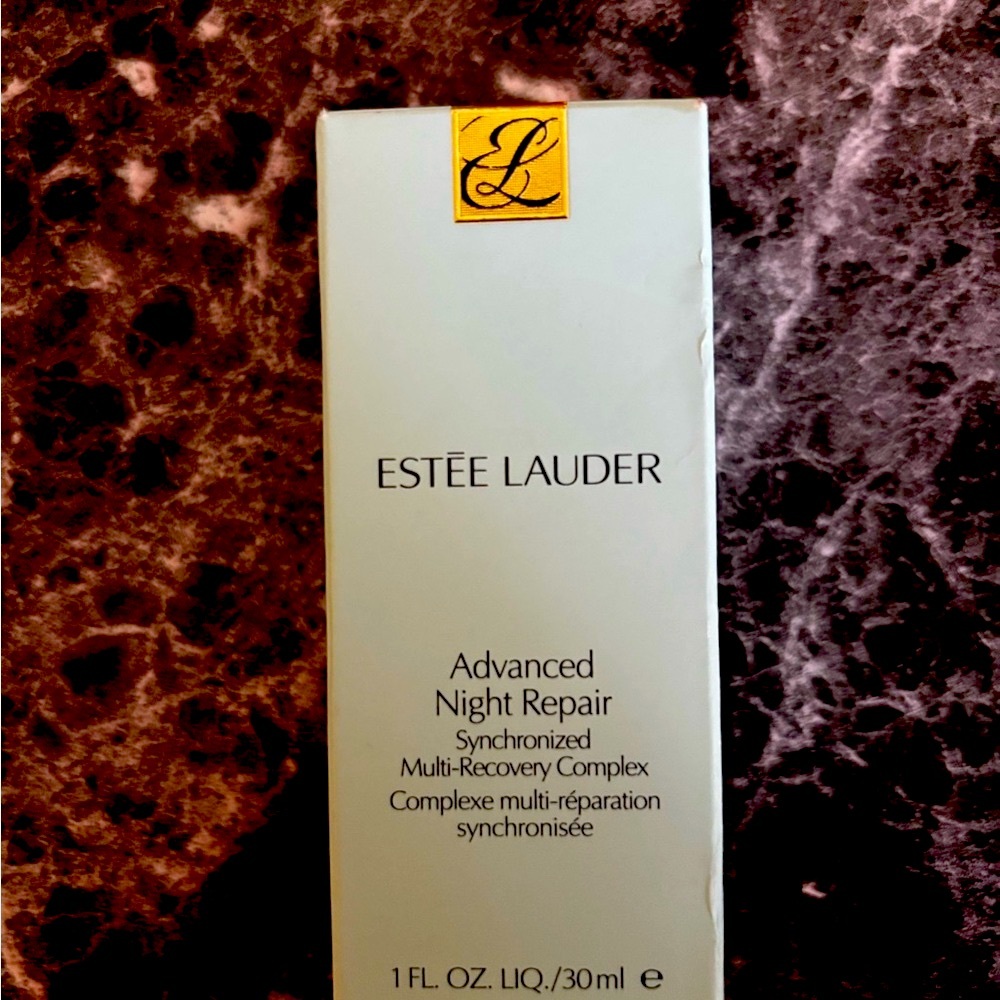 EL
ESTĒE LAUDER
Advanced
Night Repair
Synchronized
Multi-Recovery Complex
Complexe multi-réparation
synchronisée
1 FL. OZ. LIQ./30 ml ℮